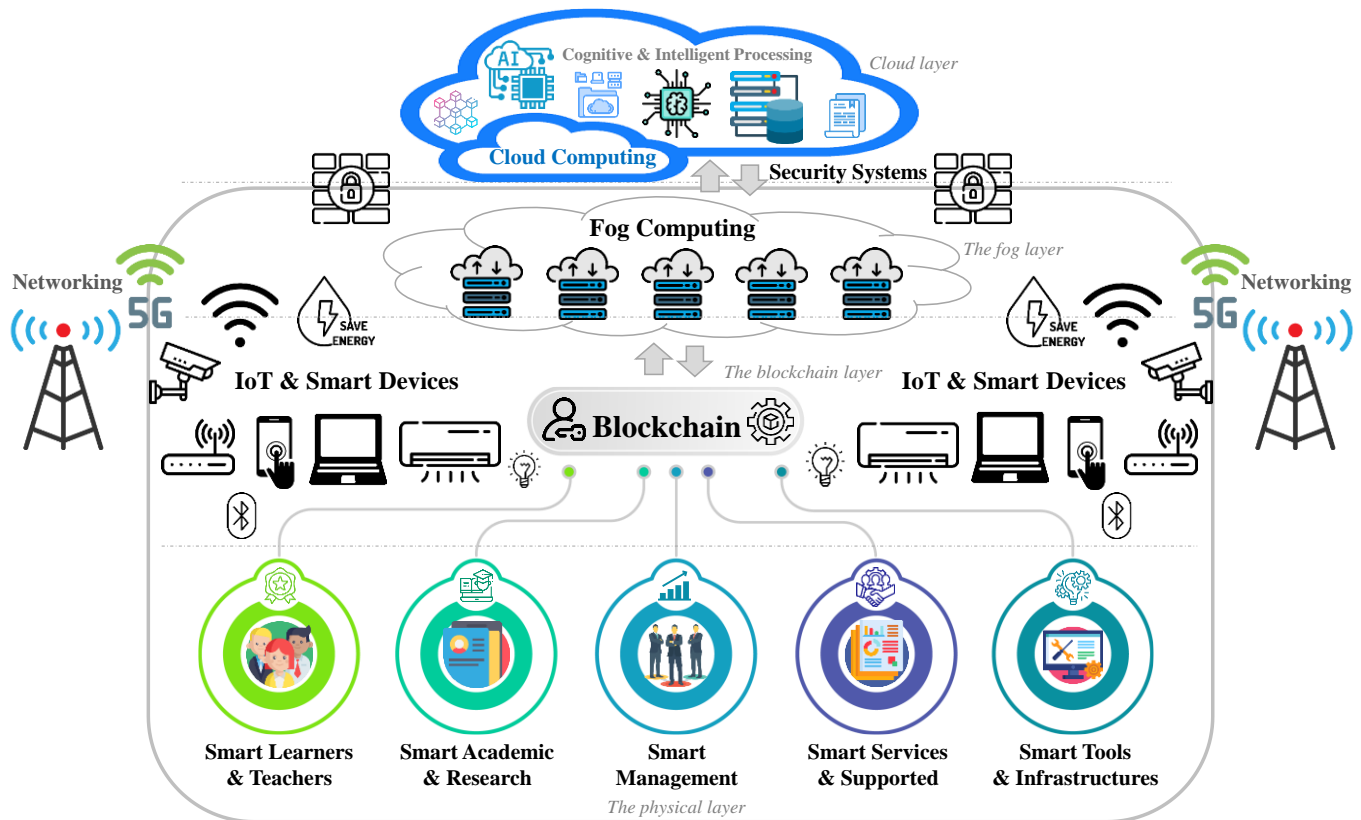 AI
Cognitive & Intelligent Processing
Cloud layer
Cloud Computing
Security Systems
Fog Computing
The fog layer
Networking
5G
SAVE
ENERGY
SAVE
ENERGY
5G
Networking
IoT & Smart Devices
The blockchain layer
IoT & Smart Devices
Blockchain
Smart Learners
& Teachers
Smart Academic
& Research
Smart
Management
Smart Services
& Supported
Smart Tools
& Infrastructures
The physical layer